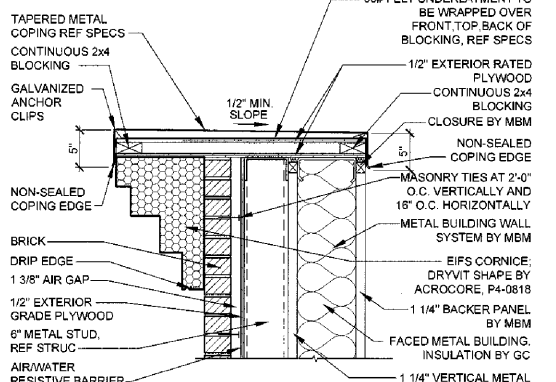 TAPERED METAL
COPING REF SPECS
CONTINUOUS 2x4
BLOCKING
GALVANIZED
ANCHOR
CLIPS
5"
NON-SEALED
COPING EDGE
BRICK
DRIP EDGE
1 3/8" AIR GAP
1/2" EXTERIOR
GRADE PLYWOOD
6" METAL STUD,
REF STRUC
AIR/WATER
RESISTIVE BARRIER
1/2" MIN.
SLOPE
FELT UNDERLAYMENT TO
BE WRAPPED OVER
FRONT,TOP,BACK OF
BLOCKING, REF SPECS
1/2" EXTERIOR RATED
PLYWOOD
CONTINUOUS 2x4
BLOCKING
CLOSURE BY MBM
5"
NON-SEALED
COPING EDGE
MASONRY TIES AT 2'-0"
O.C. VERTICALLY AND
16" O.C. HORIZONTALLY
METAL BUILDING WALL
SYSTEM BY MBM
EIFS CORNICE;
DRYVIT SHAPE BY
ACROCORE, P4-0818
1 1/4" BACKER PANEL
BY MBM
FACED METAL BUILDING.
INSULATION BY GC
1 1/4" VERTICAL METAL